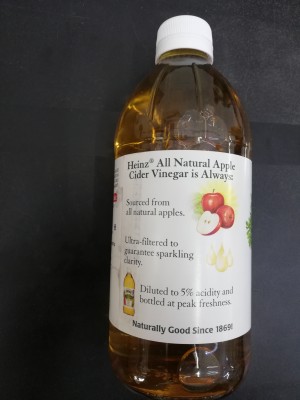 Heinz® All Natural Apple
Cider Vinegar is Always:
Sourced from
all natural apples.
Ultra-filtered to
guarantee sparkling
clarity.
Diluted to 5% acidity and
bottled at peak freshness.
Naturally Good Since 1869!